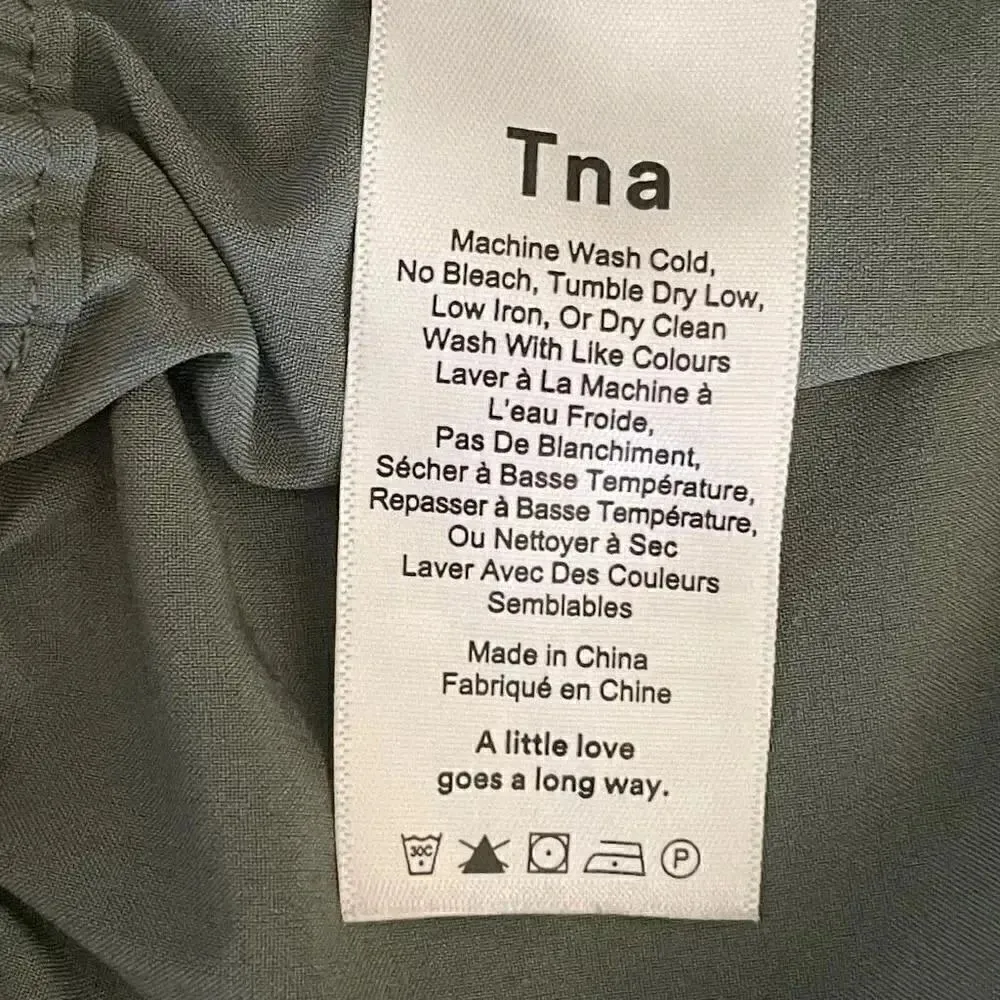 Tna
Machine Wash Cold,
No Bleach, Tumble Dry Low,
Low Iron, Or Dry Clean
Wash With Like Colours
Laver à La Machine à
L'eau Froide,
Pas De Blanchiment,
Sécher à Basse Température,
Repasser à Basse Température,
Ou Nettoyer à Sec
Laver Avec Des Couleurs
Semblables
Made in China
Fabriqué en Chine
A little love
goes a long way.
30C P